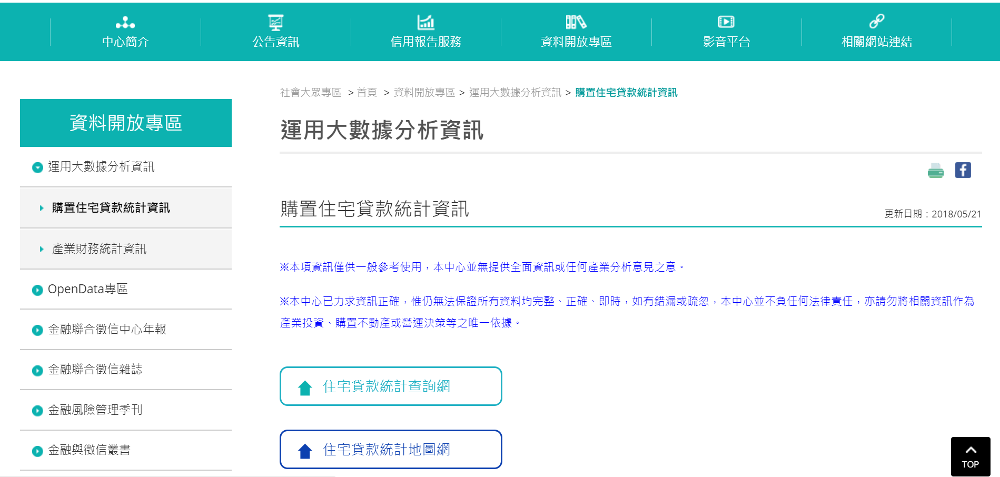 中心簡介
公告資訊
信用報告服務
資料開放專區
影音平台
相關網站連結
社會大眾專區 > 首頁 > 資料開放專區 > 運用大數據分析資訊 > 購置住宅貸款統計資訊
資料開放專區
運用大數據分析資訊
購置住宅貸款統計資訊
產業財務統計資訊
OpenData專區
金融聯合徵信中心年報
金融聯合徵信雜誌
金融風險管理季刊
金融與徵信叢書
運用大數據分析資訊
購置住宅貸款統計資訊
更新日期：2018/05/21
※本項資訊僅供一般參考使用，本中心並無提供全面資訊或任何產業分析意見之意。
※本中心已力求資訊正確，惟仍無法保證所有資料均完整、正確、即時，如有錯漏或疏忽，本中心並不負任何法律責任，亦請勿將相關資訊作為
產業投資、購置不動產或營運決策等之唯一依據。
住宅貸款統計查詢網
住宅貸款統計地圖網
TOP